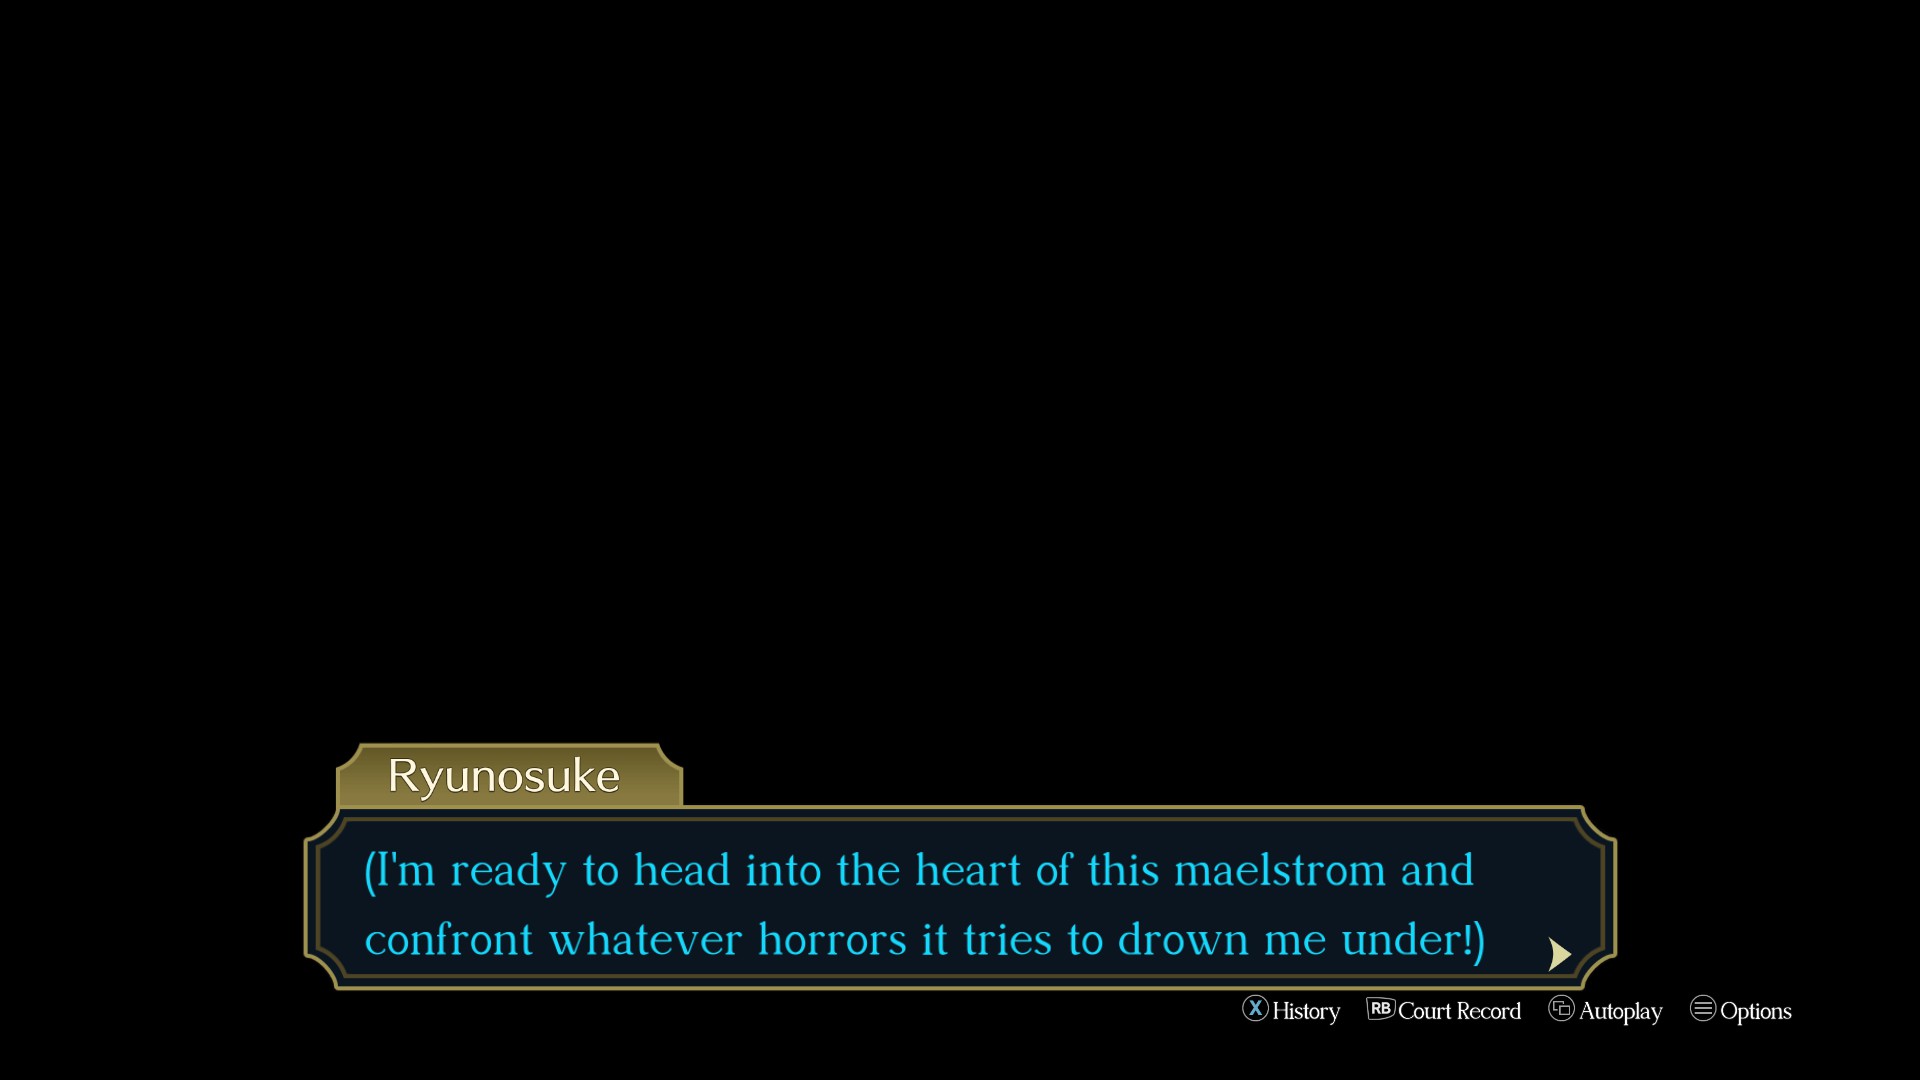 Ryunosuke
(I'm ready to head into the heart of this maelstrom and
confront whatever horrors it tries to drown me under!)
X History RB Court Record Autoplay Options